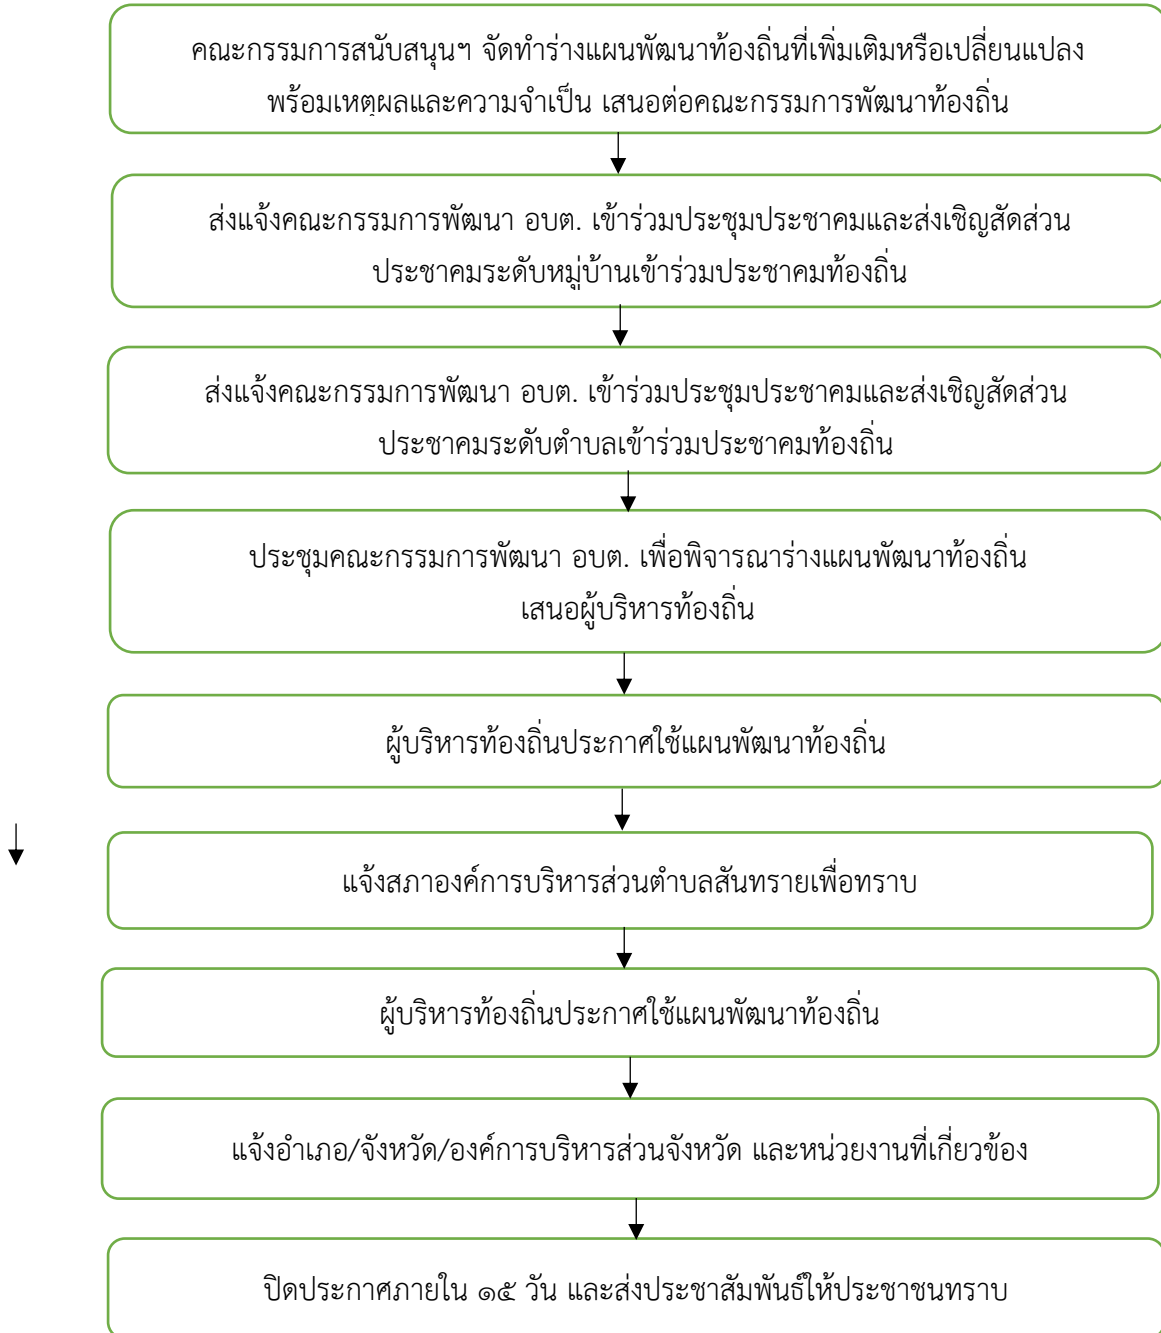 คณะกรรมการสนับสนุนฯ จัดทำร่างแผนพัฒนาท้องถิ่นที่เพิ่มเติมหรือเปลี่ยนแปลง
พร้อมเหตุผลและความจำเป็น เสนอต่อคณะกรรมการพัฒนาท้องถิ่น
ส่งแจ้งคณะกรรมการพัฒนา อบต. เข้าร่วมประชุมประชาคมและส่งเชิญสัดส่วน
ประชาคมระดับหมู่บ้านเข้าร่วมประชาคมท้องถิ่น
ส่งแจ้งคณะกรรมการพัฒนา อบต. เข้าร่วมประชุมประชาคมและส่งเชิญสัดส่วน
ประชาคมระดับตำบลเข้าร่วมประชาคมท้องถิ่น
ประชุมคณะกรรมการพัฒนา อบต. เพื่อพิจารณาร่างแผนพัฒนาท้องถิ่น
เสนอผู้บริหารท้องถิ่น
ผู้บริหารท้องถิ่นประกาศใช้แผนพัฒนาท้องถิ่น
แจ้งสภาองค์การบริหารส่วนตำบลสันทรายเพื่อทราบ
ผู้บริหารท้องถิ่นประกาศใช้แผนพัฒนาท้องถิ่น
แจ้งอำเภอ/จังหวัด/องค์การบริหารส่วนจังหวัด และหน่วยงานที่เกี่ยวข้อง
ปิดประกาศภายใน ๑๕ วัน และส่งประชาสัมพันธ์ให้ประชาชนทราบ